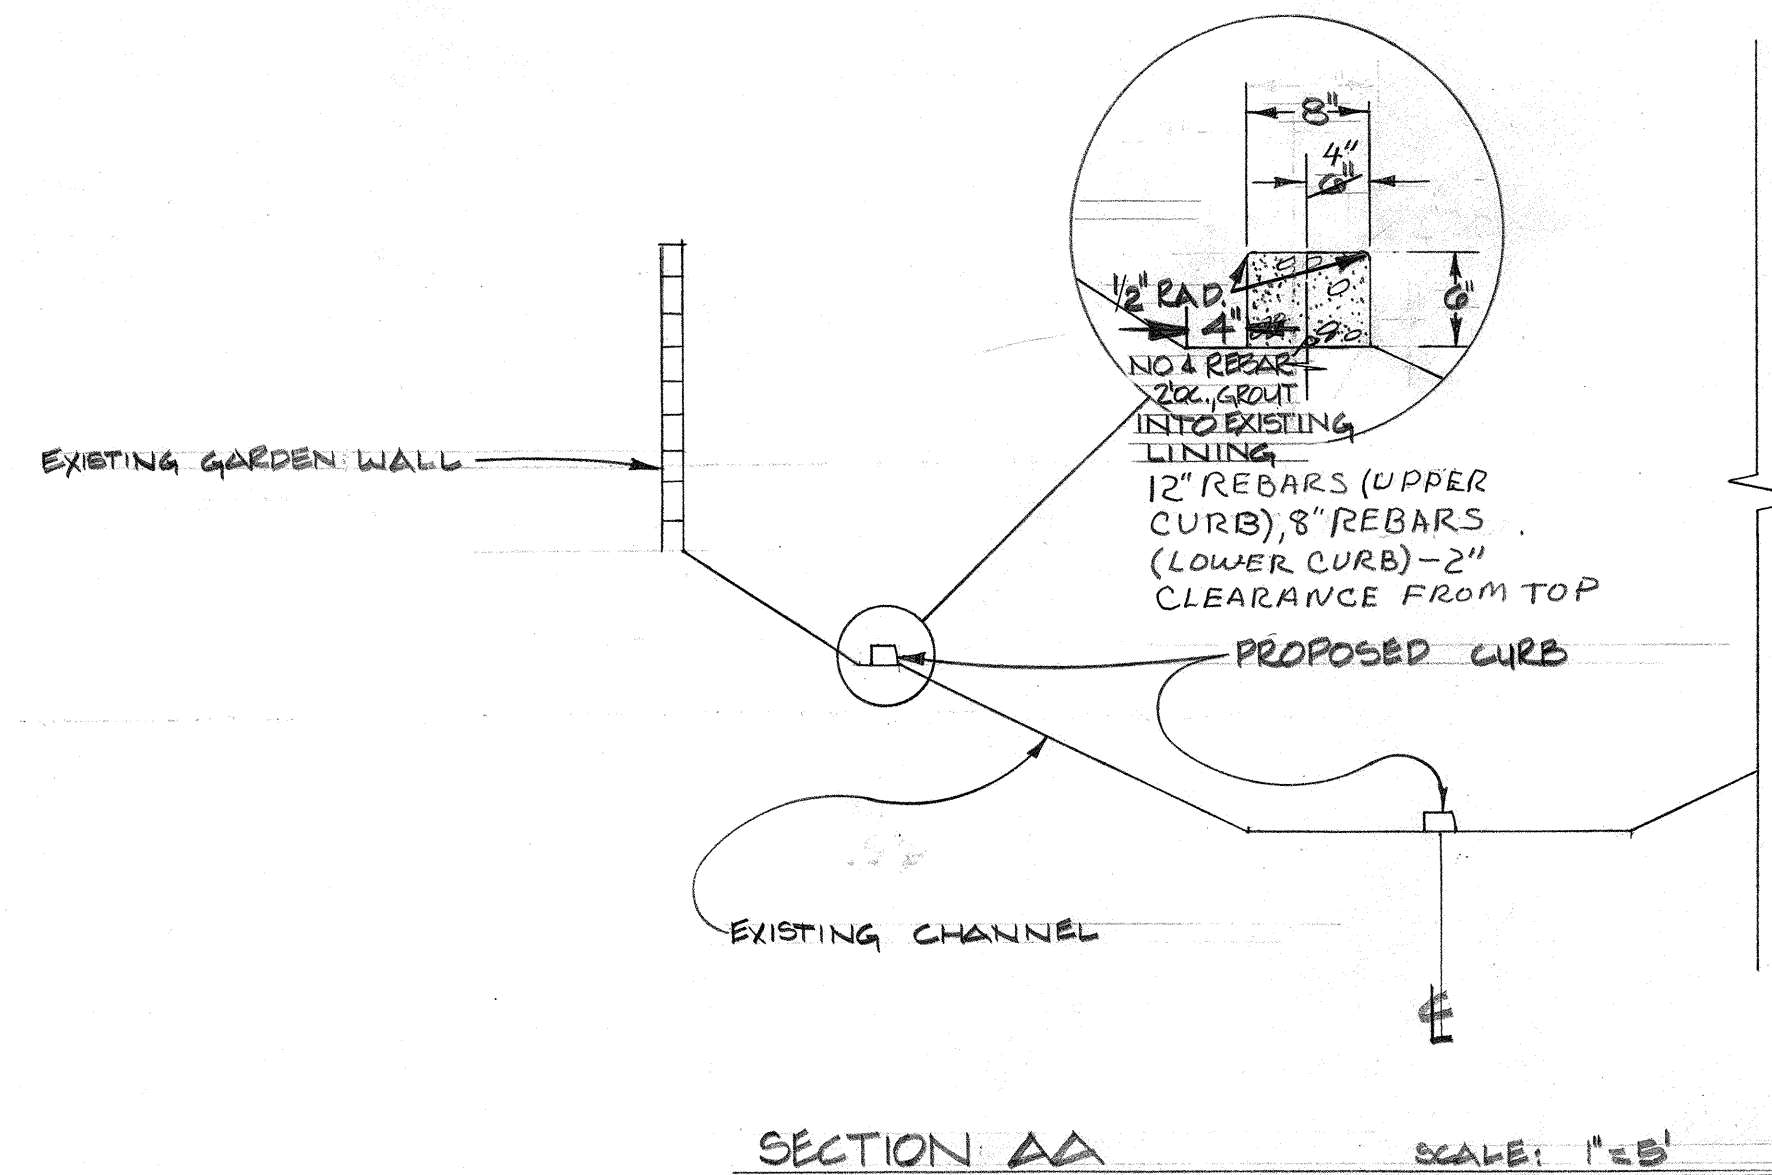 8"
4"
6"
1/2" RAD.
4"
6"
NO 4 REBAR
2'OC., GROUT
INTO EXISTING
LINING
12" REBARS (UPPER
CURB), 8" REBARS
(LOWER CURB) - 2"
CLEARANCE FROM TOP
EXISTING GARDEN WALL
PROPOSED CURB
EXISTING CHANNEL
℄
SECTION AA
SCALE: 1" = 5'